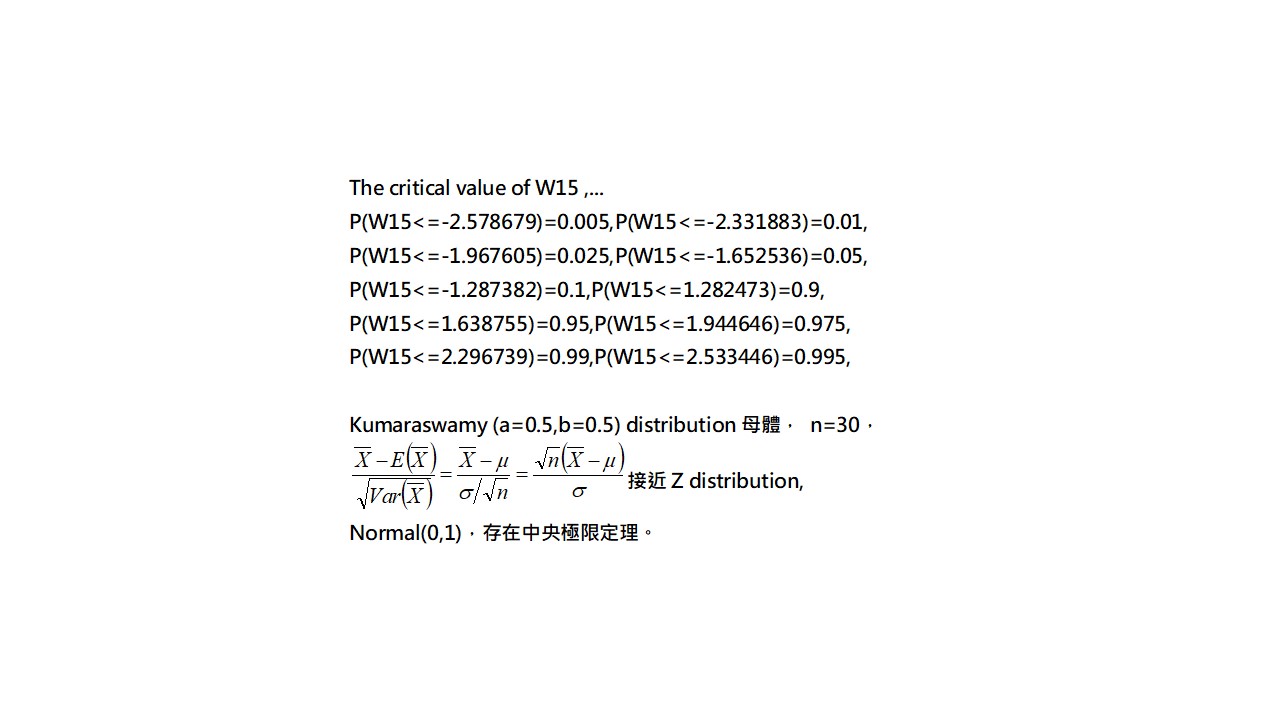 The critical value of W15 ,...
P(W15<=-2.578679)=0.005,P(W15<=-2.331883)=0.01,
P(W15<=-1.967605)=0.025,P(W15<=-1.652536)=0.05,
P(W15<=-1.287382)=0.1,P(W15<=1.282473)=0.9,
P(W15<=1.638755)=0.95,P(W15<=1.944646)=0.975,
P(W15<=2.296739)=0.99,P(W15<=2.533446)=0.995,
Kumaraswamy (a=0.5,b=0.5) distribution 母體， n=30，
\frac{\overline{X}-E(\overline{X})}{\sqrt{Var(\overline{X})}}=\frac{\overline{X}-μ}{σ/\sqrt{n}}=\frac{\sqrt{n}(\overline{X}-μ)}{σ} 接近 Z distribution,
Normal(0,1)，存在中央極限定理。